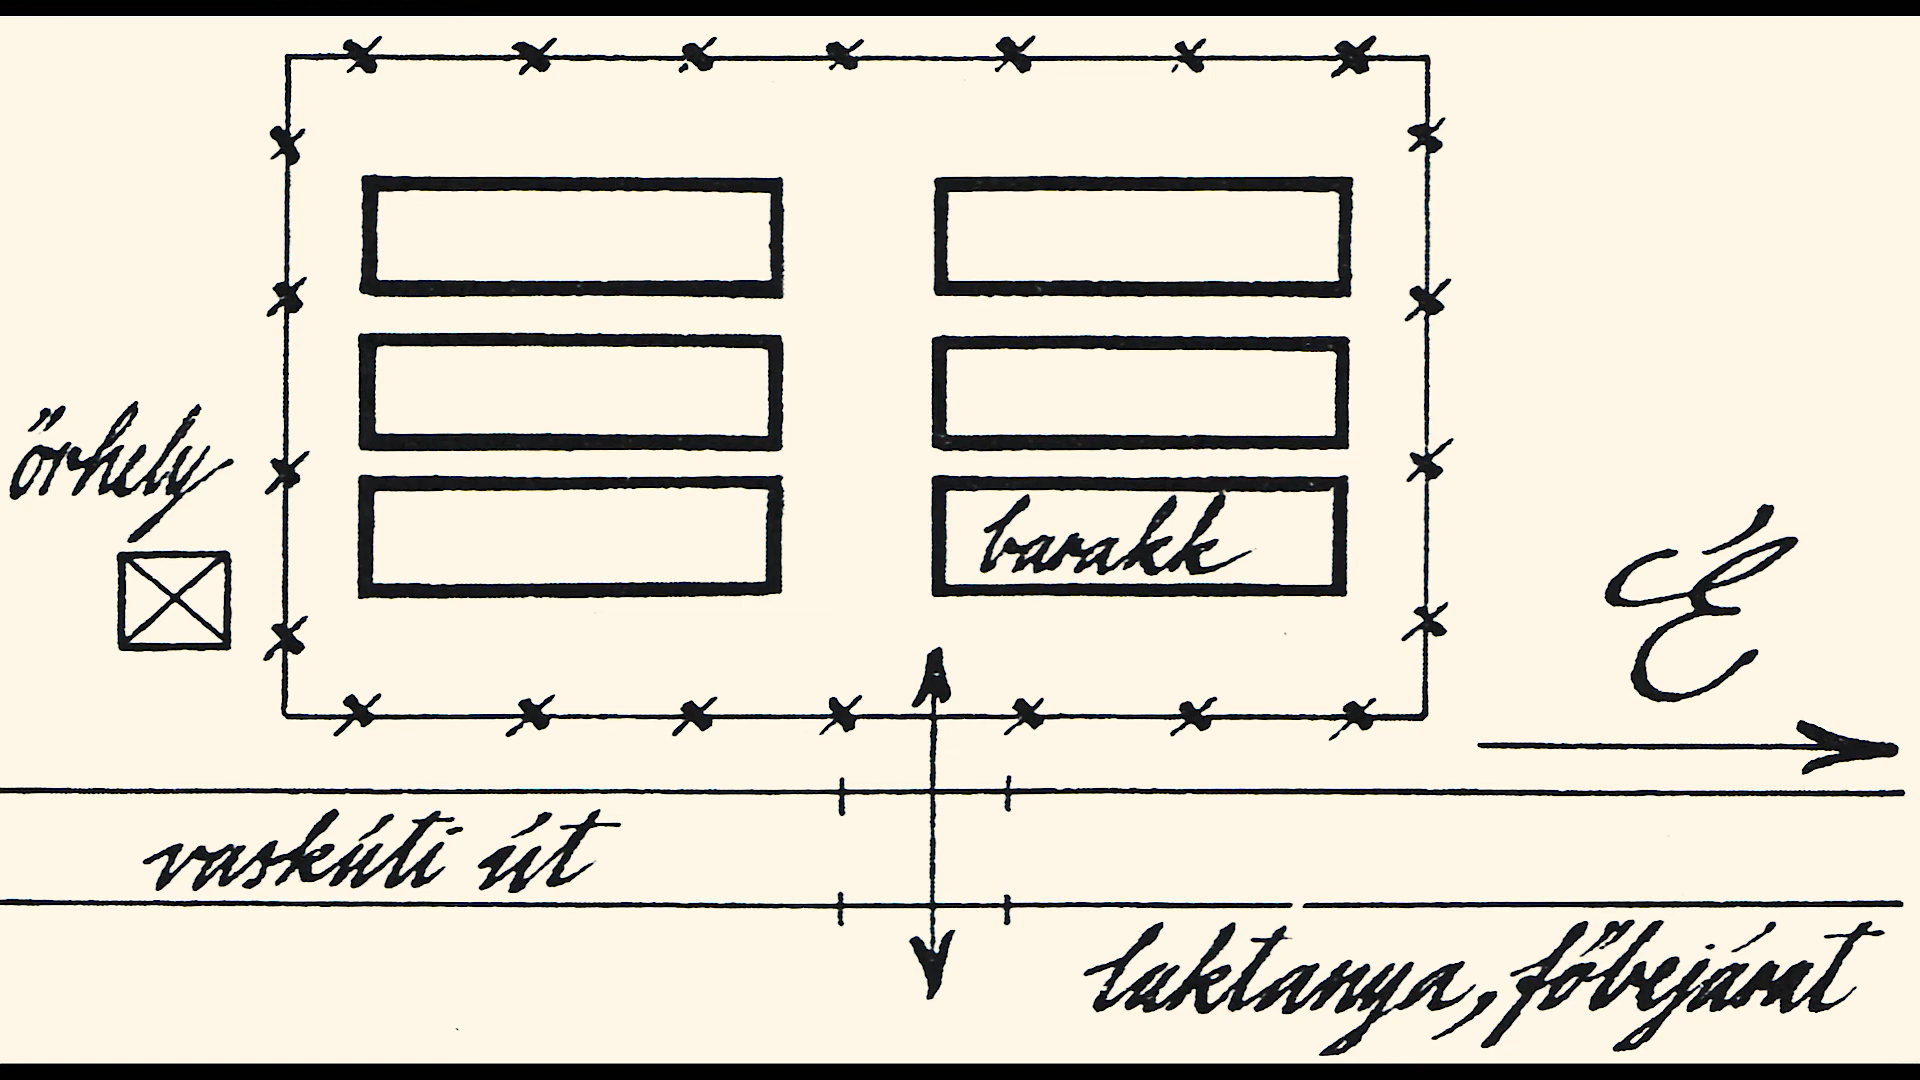 őrhely
barakk
É
vaskúti út
laktanya, főbejárat